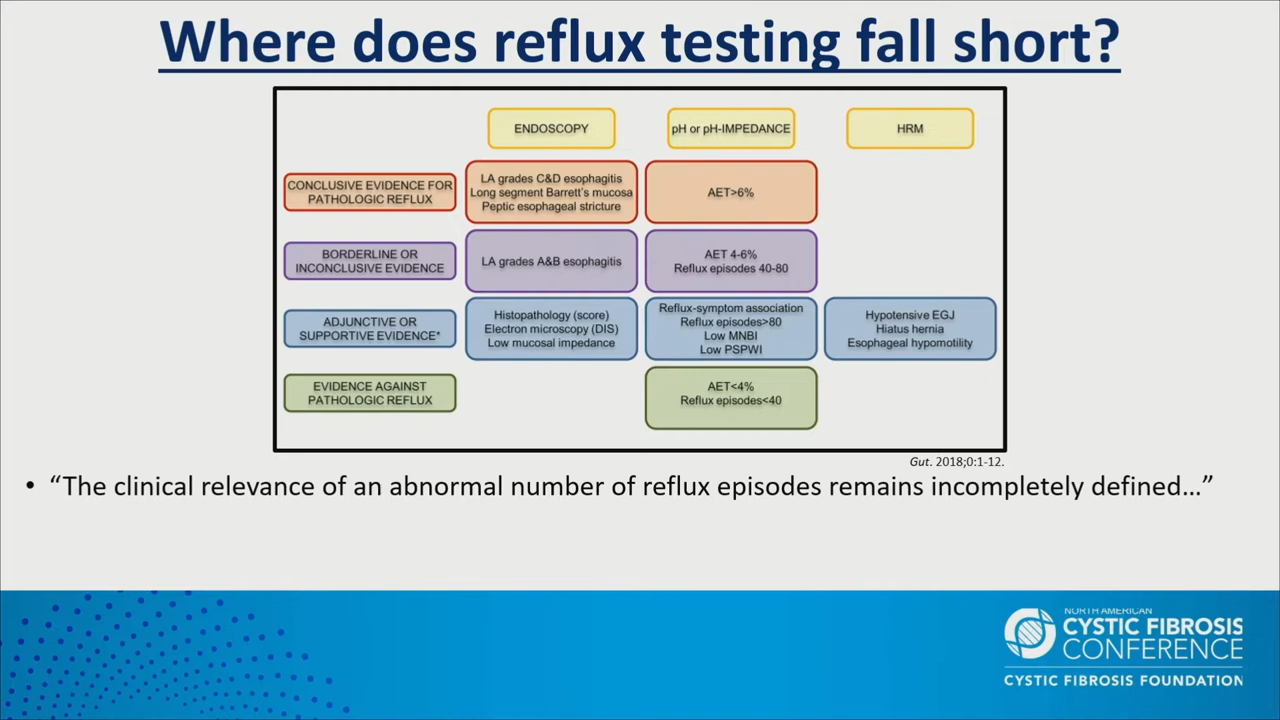 Where does reflux testing fall short?
ENDOSCOPY
pH or pH-IMPEDANCE
HRM
CONCLUSIVE EVIDENCE FOR
PATHOLOGIC REFLUX
LA grades C&D esophagitis
Long segment Barrett's mucosa
Peptic esophageal stricture
AET>6%
BORDERLINE OR
INCONCLUSIVE EVIDENCE
LA grades A&B esophagitis
AET 4-6%
Reflux episodes 40-80
ADJUNCTIVE OR
SUPPORTIVE EVIDENCE*
Histopathology (score)
Electron microscopy (DIS)
Low mucosal impedance
Reflux-symptom association
Reflux episodes>80
Low MNBI
Low PSPWI
Hypotensive EGJ
Hiatus hernia
Esophageal hypomotility
EVIDENCE AGAINST
PATHOLOGIC REFLUX
AET<4%
Reflux episodes<40
Gut. 2018;0:1-12.
• “The clinical relevance of an abnormal number of reflux episodes remains incompletely defined...”
NORTH AMERICAN
CYSTIC FIBROSIS
CONFERENCE
CYSTIC FIBROSIS FOUNDATION